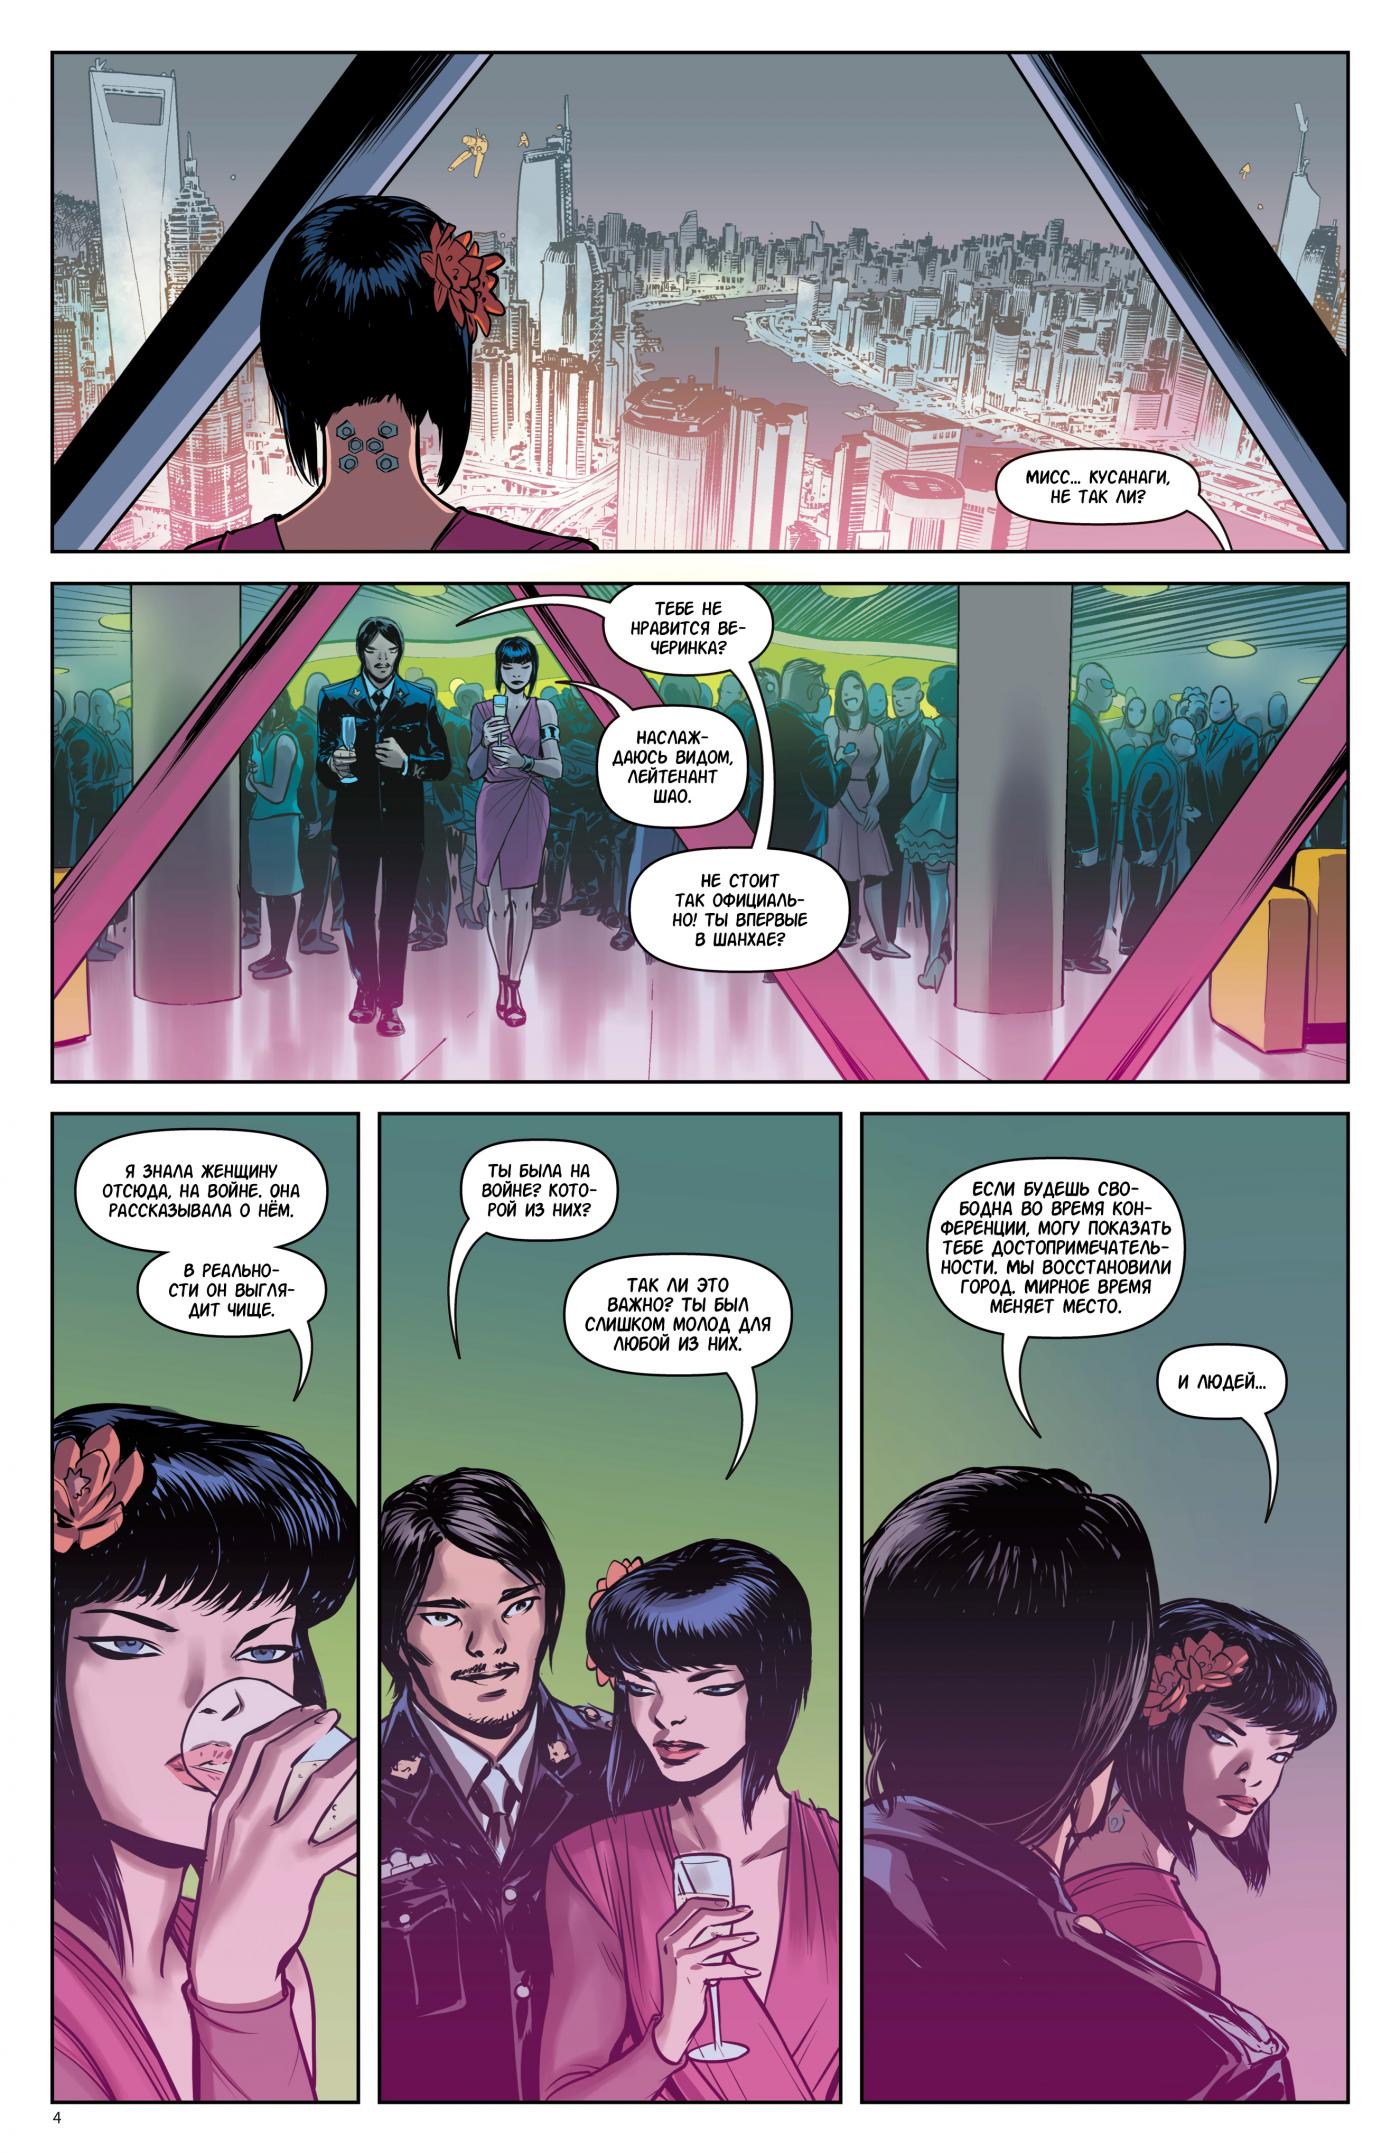 МИСС... КУСАНАГИ,
НЕ ТАК ЛИ?
ТЕБЕ НЕ
НРАВИТСЯ ВЕ-
ЧЕРИНКА?
НАСЛАЖ-
ДАЮСЬ ВИДОМ,
ЛЕЙТЕНАНТ
ШАО.
НЕ СТОИТ
ТАК ОФИЦИАЛЬ-
НО! ТЫ ВПЕРВЫЕ
В ШАНХАЕ?
Я ЗНАЛА ЖЕНЩИНУ
ОТСЮДА, НА ВОЙНЕ. ОНА
РАССКАЗЫВАЛА О НЁМ.
В РЕАЛЬНО-
СТИ ОН ВЫГЛЯ-
ДИТ ЧИЩЕ.
ТЫ БЫЛА НА
ВОЙНЕ? КОТО-
РОЙ ИЗ НИХ?
ТАК ЛИ ЭТО
ВАЖНО? ТЫ БЫЛ
СЛИШКОМ МОЛОД ДЛЯ
ЛЮБОЙ ИЗ НИХ.
ЕСЛИ БУДЕШЬ СВО-
БОДНА ВО ВРЕМЯ КОН-
ФЕРЕНЦИИ, МОГУ ПОКАЗАТЬ
ТЕБЕ ДОСТОПРИМЕЧАТЕЛЬ-
НОСТИ. МЫ ВОССТАНОВИЛИ
ГОРОД. МИРНОЕ ВРЕМЯ
МЕНЯЕТ МЕСТО.
И ЛЮДЕЙ...
4